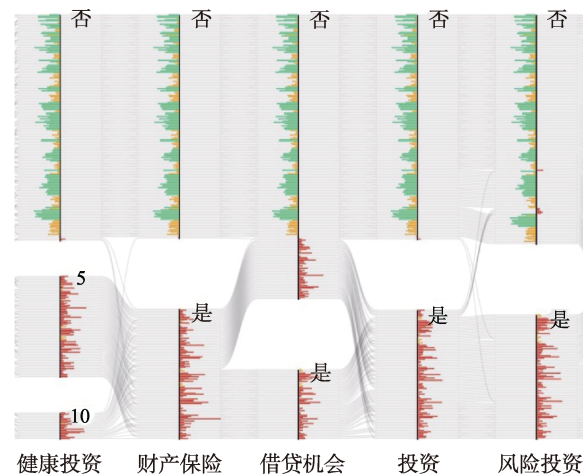 否 否 否 否 否
5
是 是 是
是
10
健康投资 财产保险 借贷机会 投资 风险投资